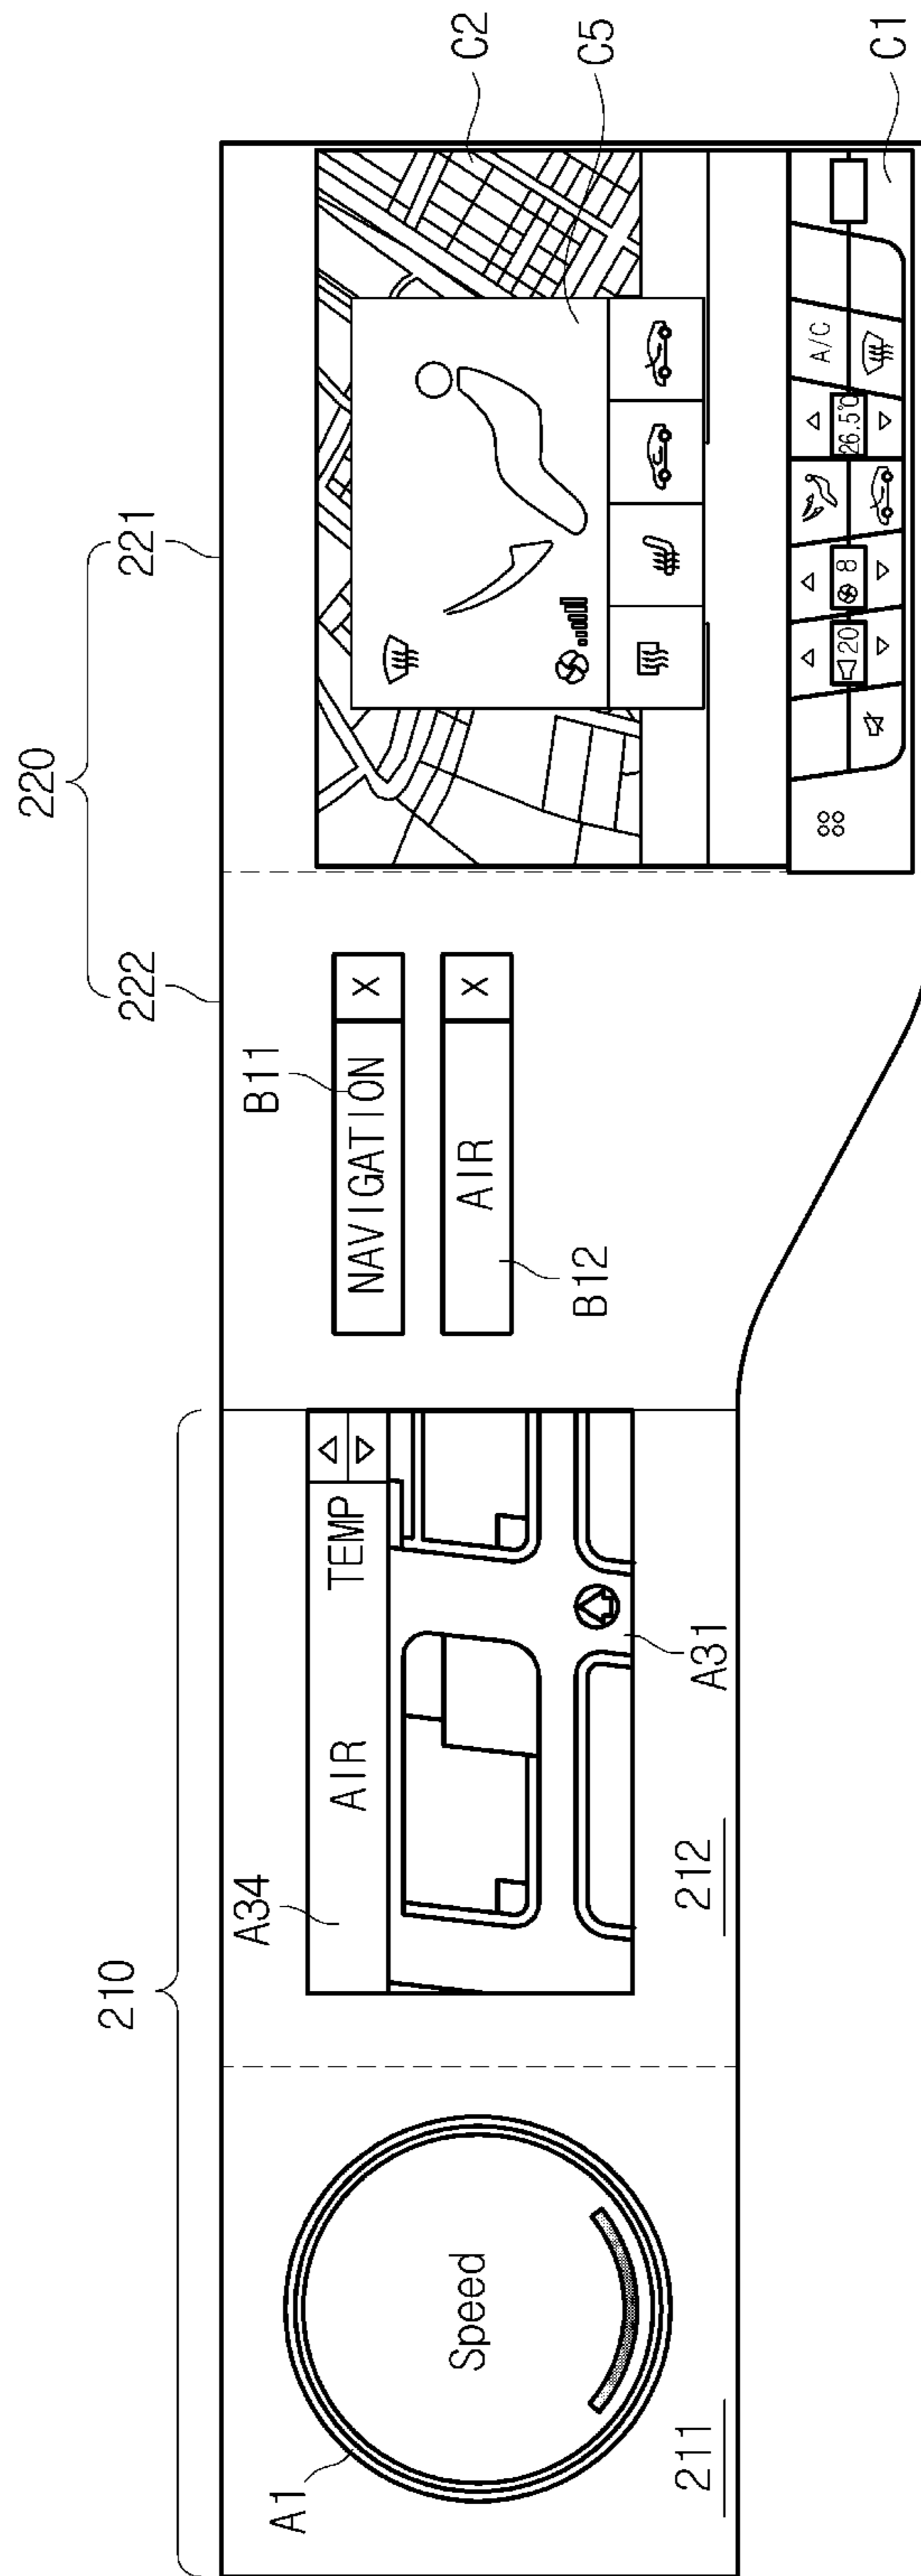 210
220
222
221
A1
A34
B11
C2
C5
Speed
AIR TEMP △
▽
NAVIGATION X
AIR X
B12
A31
211
212
20
8
26.5℃
A/C
C1